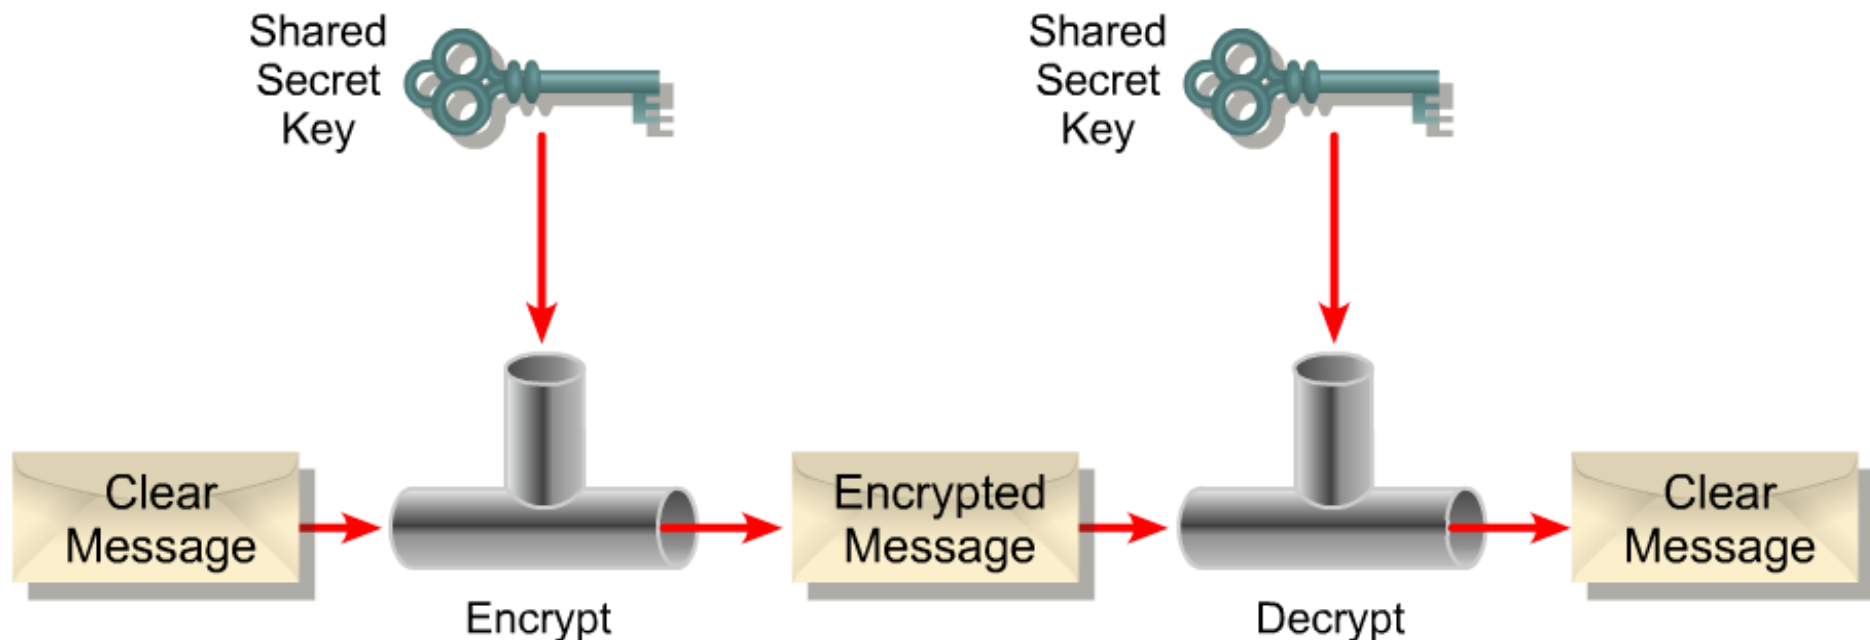 Shared
Secret
Key
Shared
Secret
Key
Clear
Message
Encrypt
Encrypted
Message
Decrypt
Clear
Message